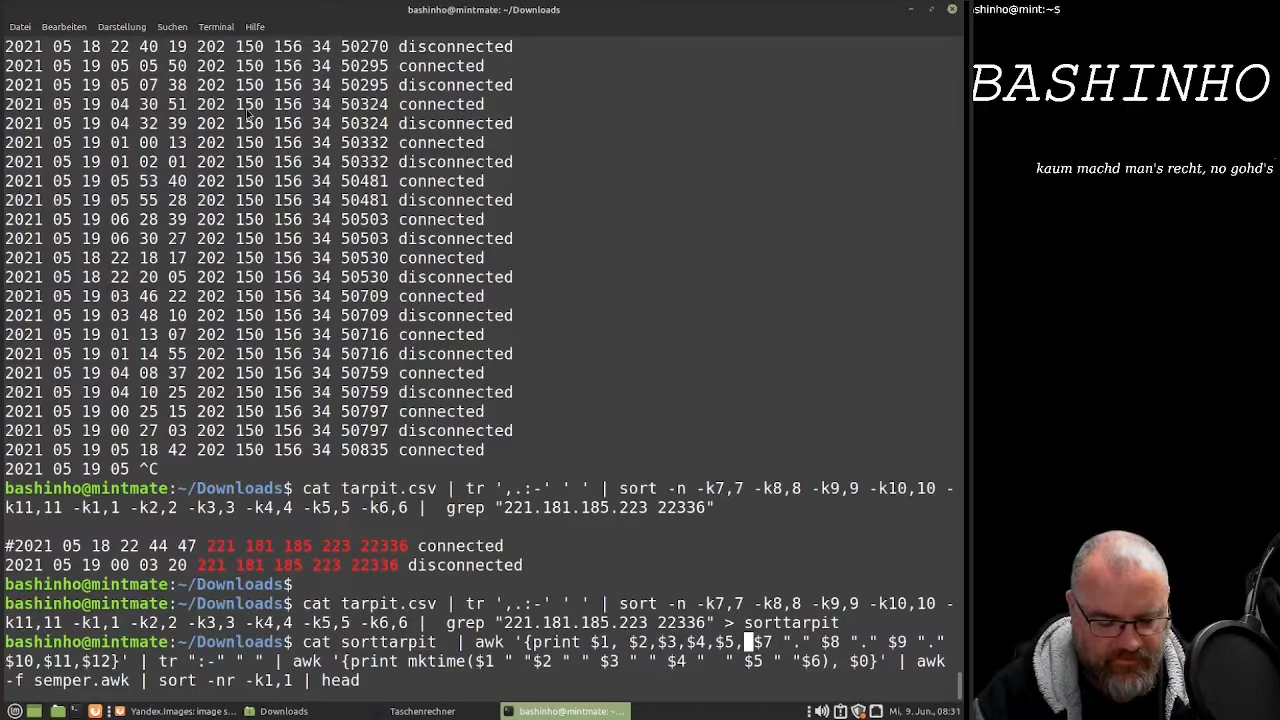 bashinho@mintmate: ~/Downloads
Datei Bearbeiten Darstellung Suchen Terminal Hilfe
2021 05 18 22 40 19 202 150 156 34 50270 disconnected
2021 05 19 05 05 50 202 150 156 34 50295 connected
2021 05 19 05 07 38 202 150 156 34 50295 disconnected
2021 05 19 04 30 51 202 150 156 34 50324 connected
2021 05 19 04 32 39 202 150 156 34 50324 disconnected
2021 05 19 01 00 13 202 150 156 34 50332 connected
2021 05 19 01 02 01 202 150 156 34 50332 disconnected
2021 05 19 05 53 40 202 150 156 34 50481 connected
2021 05 19 05 55 28 202 150 156 34 50481 disconnected
2021 05 19 06 28 39 202 150 156 34 50503 connected
2021 05 19 06 30 27 202 150 156 34 50503 disconnected
2021 05 18 22 18 17 202 150 156 34 50530 connected
2021 05 18 22 20 05 202 150 156 34 50530 disconnected
2021 05 19 03 46 22 202 150 156 34 50709 connected
2021 05 19 03 48 10 202 150 156 34 50709 disconnected
2021 05 19 01 13 07 202 150 156 34 50716 connected
2021 05 19 01 14 55 202 150 156 34 50716 disconnected
2021 05 19 04 08 37 202 150 156 34 50759 connected
2021 05 19 04 10 25 202 150 156 34 50759 disconnected
2021 05 19 00 25 15 202 150 156 34 50797 connected
2021 05 19 00 27 03 202 150 156 34 50797 disconnected
2021 05 19 05 18 42 202 150 156 34 50835 connected
2021 05 19 05 ^C
bashinho@mintmate:~/Downloads$ cat tarpit.csv | tr ',.:-' ' ' | sort -n -k7,7 -k8,8 -k9,9 -k10,10 -
k11,11 -k1,1 -k2,2 -k3,3 -k4,4 -k5,5 -k6,6 |  grep "221.181.185.223 22336"
#2021 05 18 22 44 47 221 181 185 223 22336 connected
2021 05 19 00 03 20 221 181 185 223 22336 disconnected
bashinho@mintmate:~/Downloads$
bashinho@mintmate:~/Downloads$ cat tarpit.csv | tr ',.:-' ' ' | sort -n -k7,7 -k8,8 -k9,9 -k10,10 -
k11,11 -k1,1 -k2,2 -k3,3 -k4,4 -k5,5 -k6,6 |  grep "221.181.185.223 22336" > sorttarpit
bashinho@mintmate:~/Downloads$ cat sorttarpit  | awk '{print $1, $2,$3,$4,$5, $7 "." $8 "." $9 "."
$10,$11,$12}' | tr ":-" " " | awk '{print mktime($1 " "$2 " " $3 " " $4 "  " $5 " "$6), $0}' | awk
-f semper.awk | sort -nr -k1,1 | head
ashinho@mint:~$
BASHINHO
kaum machd man's recht, no gohd's
Yandex.Images: image s...
Downloads
Taschenrechner
bashinho@mintmate: ~/...
Mi, 9. Jun., 08:31